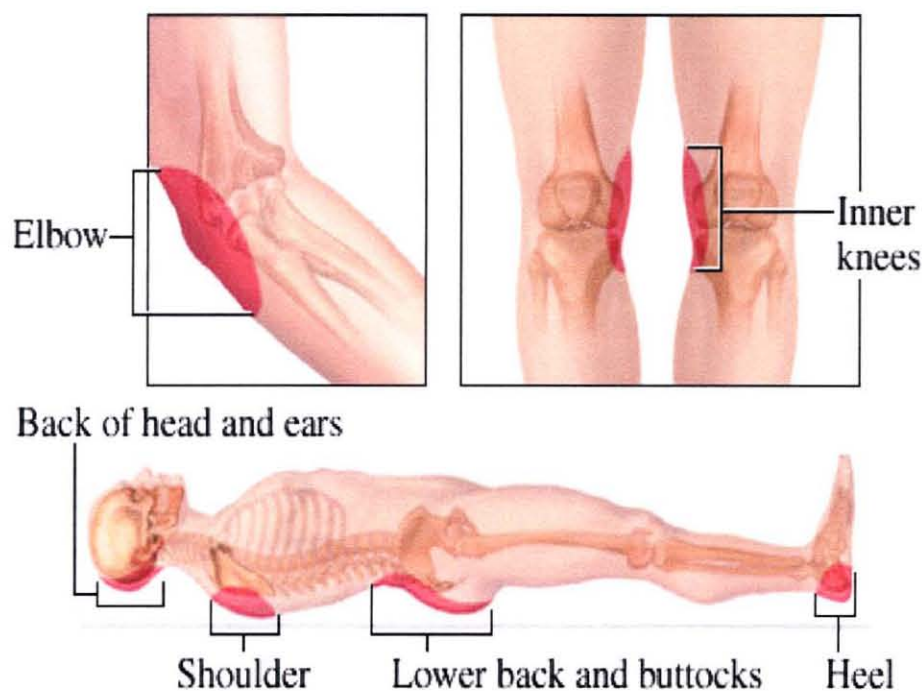 Elbow
Inner
knees
Back of head and ears
Shoulder
Lower back and buttocks
Heel